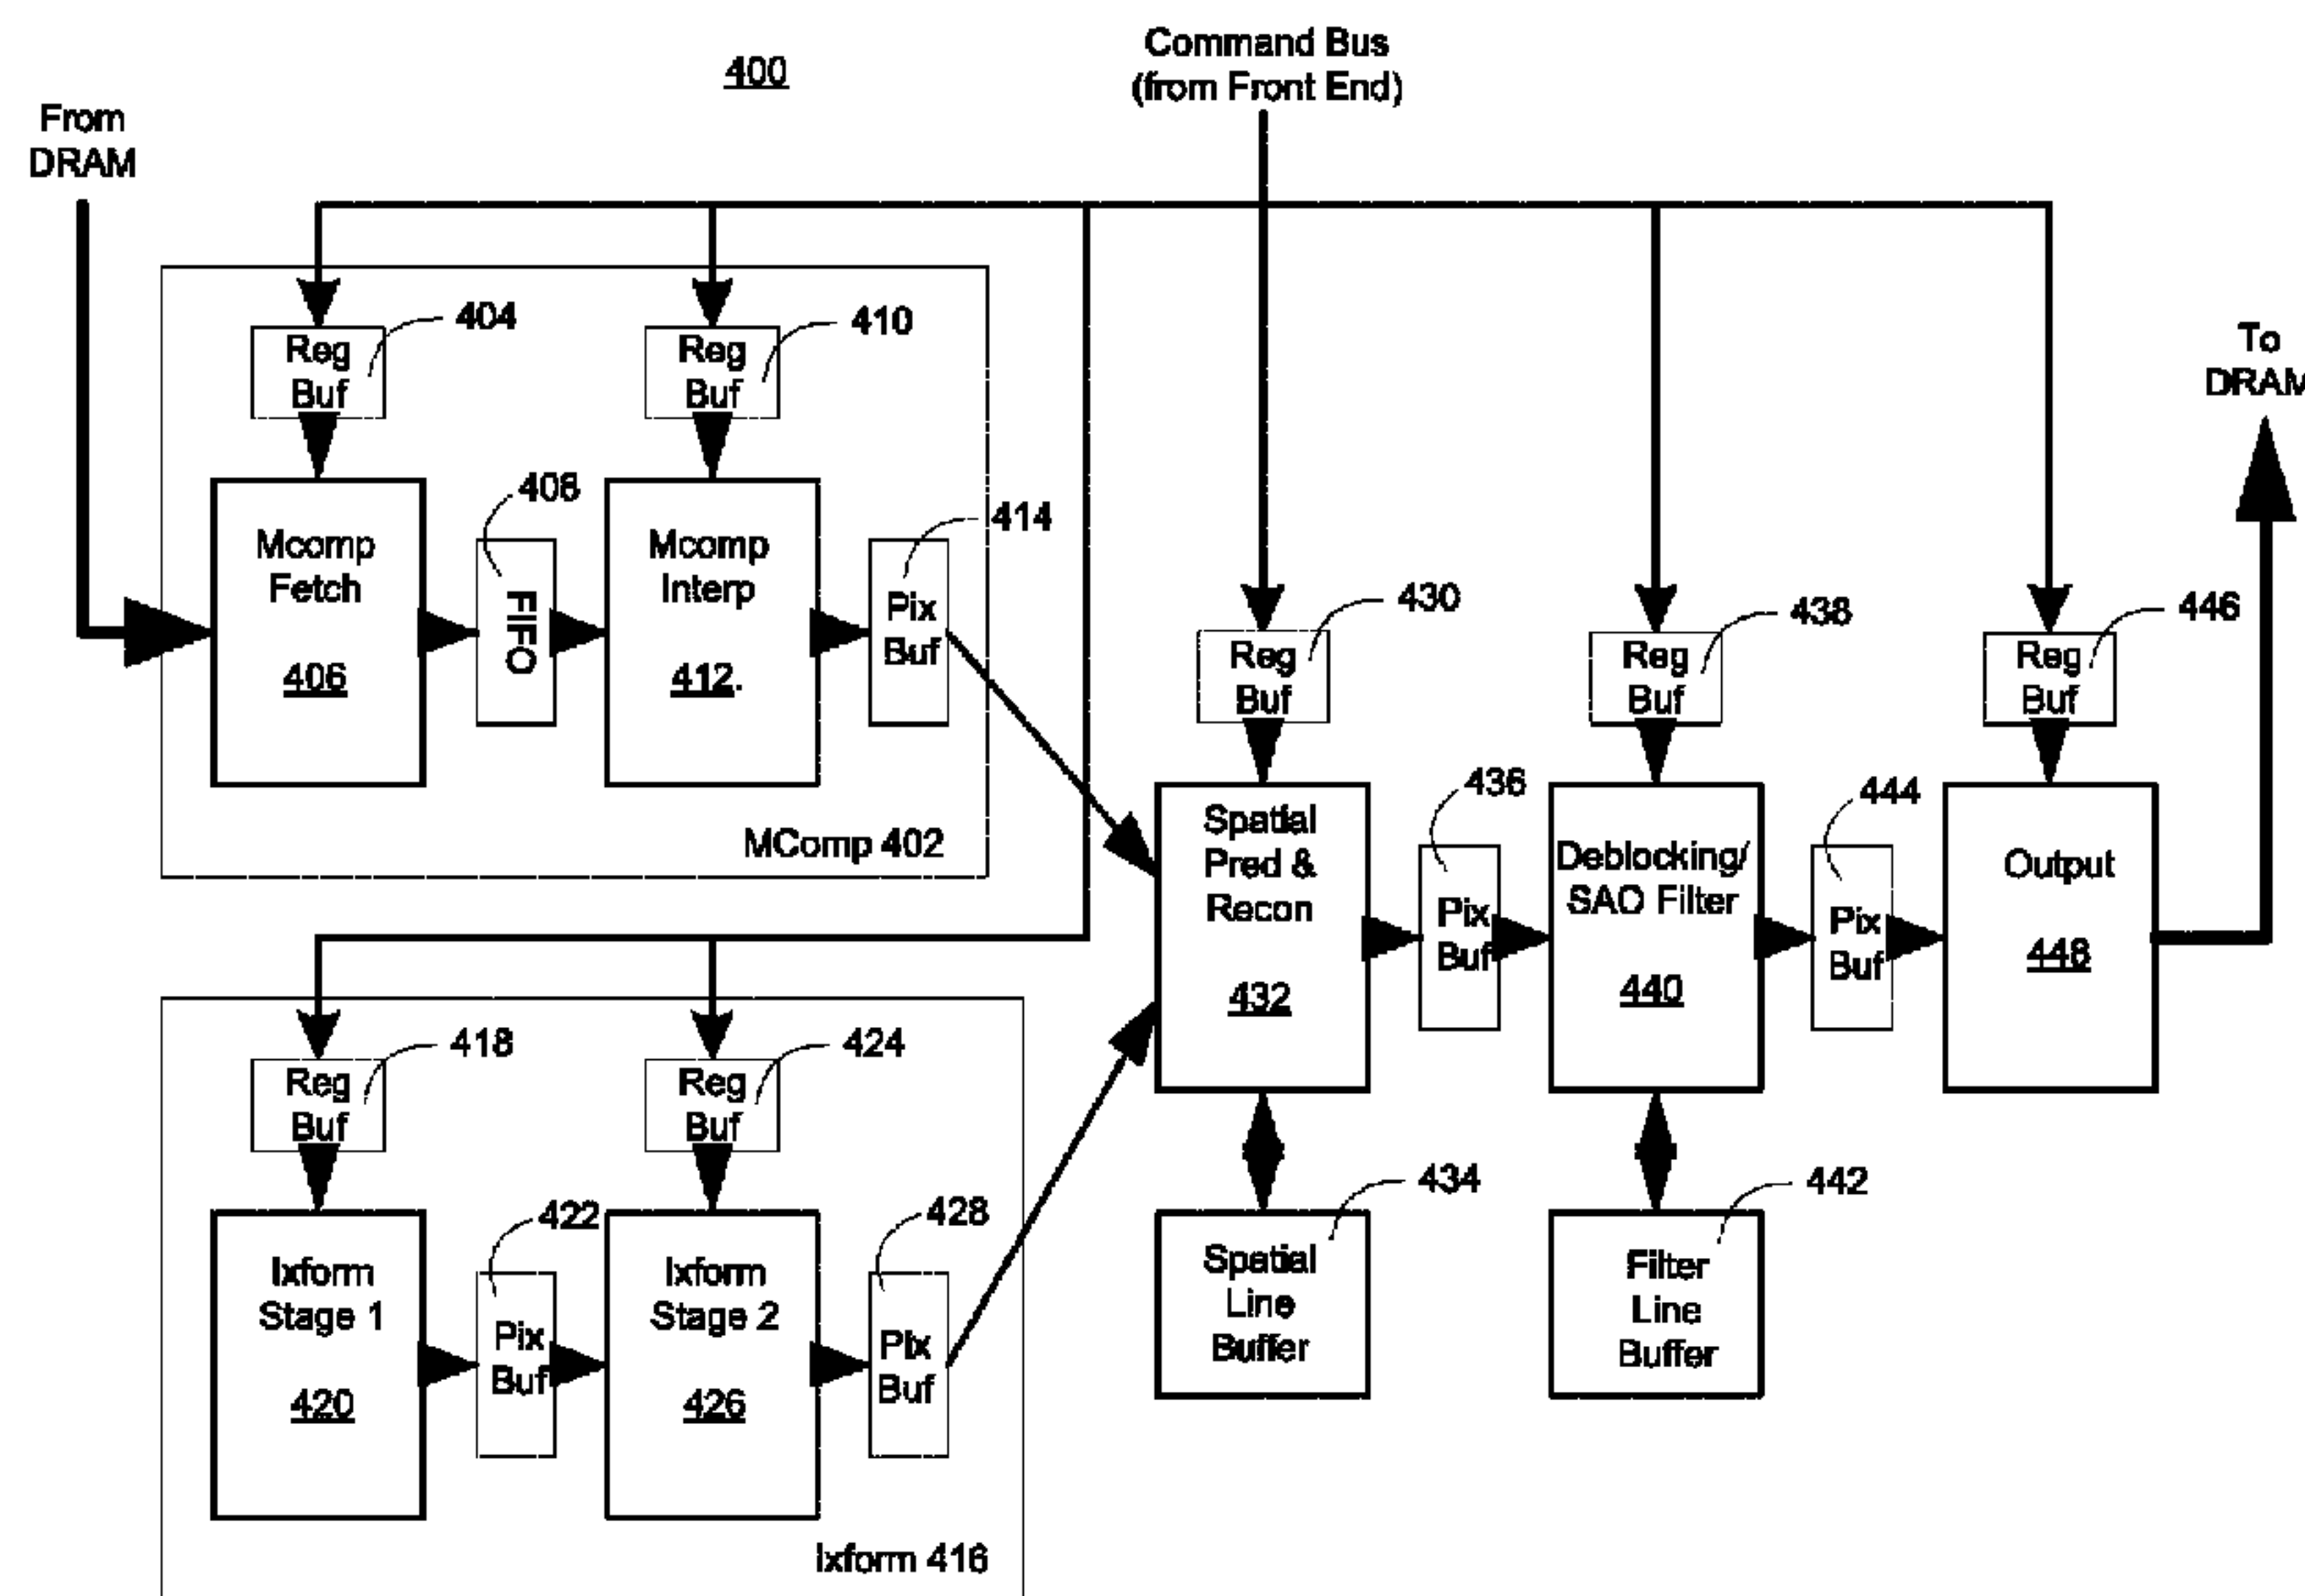 400
Command Bus
(from Front End)
From
DRAM
To
DRAM
Reg
Buf
404
Reg
Buf
410
Mcomp
Fetch
406
408
FIFO
Mcomp
Interp
412.
414
Pix
Buf
MComp 402
Reg
Buf
430
Reg
Buf
438
Reg
Buf
446
Spatial
Pred &
Recon
432
436
Pix
Buf
Deblocking/
SAO Filter
440
444
Pix
Buf
Output
448
Reg
Buf
418
Reg
Buf
424
Ixform
Stage 1
420
422
Pix
Buf
Ixform
Stage 2
426
428
Pix
Buf
Ixform 416
434
Spatial
Line
Buffer
442
Filter
Line
Buffer